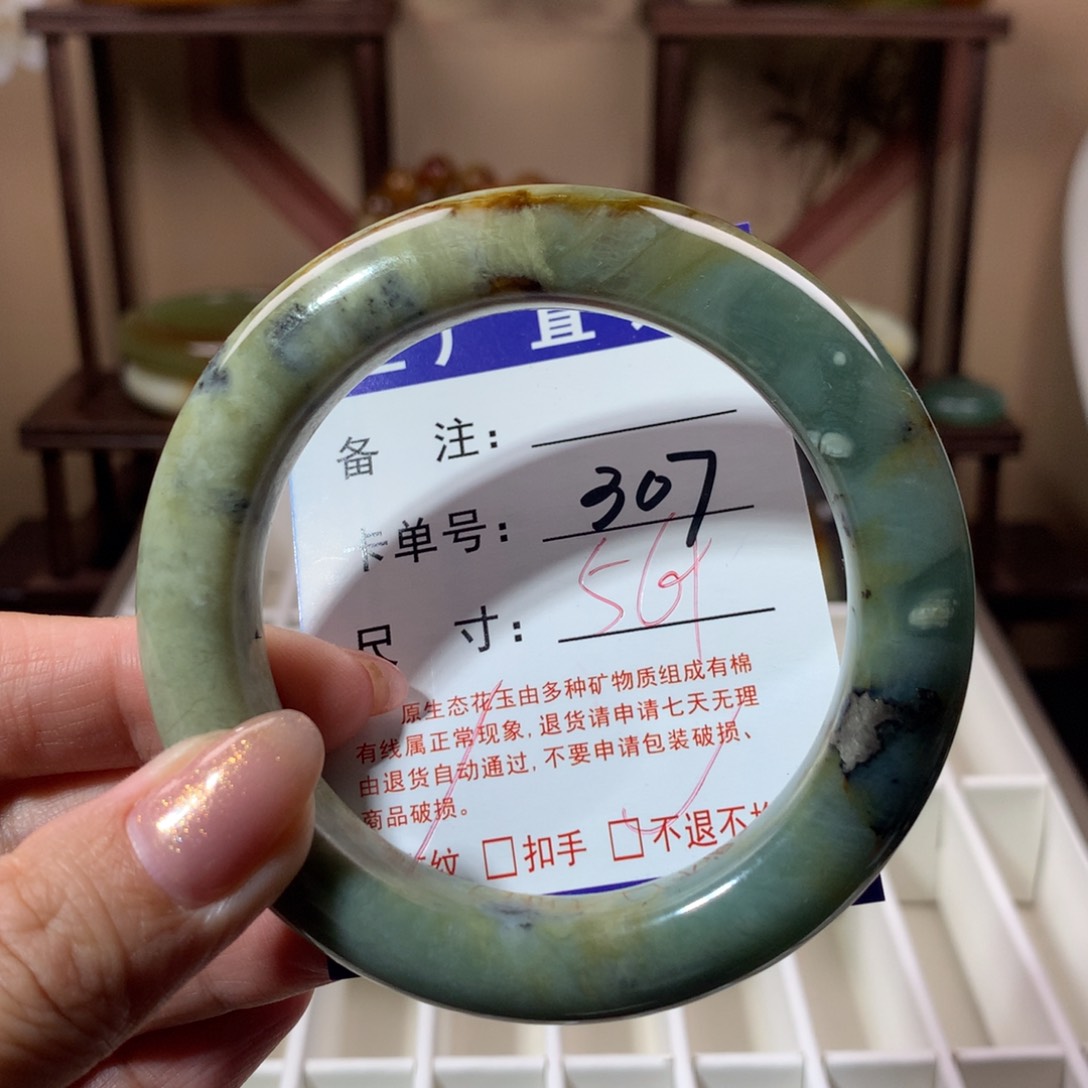 厂直
备 注：
卡单号：307
尺 寸：56
原生态花玉由多种矿物质组成有棉
有线属正常现象，退货请申请七天无理
由退货自动通过，不要申请包装破损、
商品破损。
纹 □扣手 □不退不